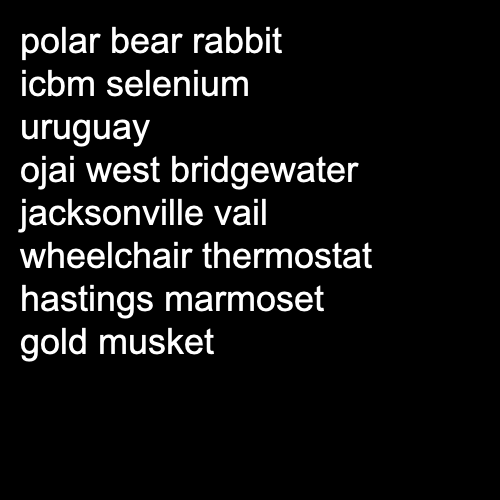 polar bear rabbit
icbm selenium
uruguay
ojai west bridgewater
jacksonville vail
wheelchair thermostat
hastings marmoset
gold musket